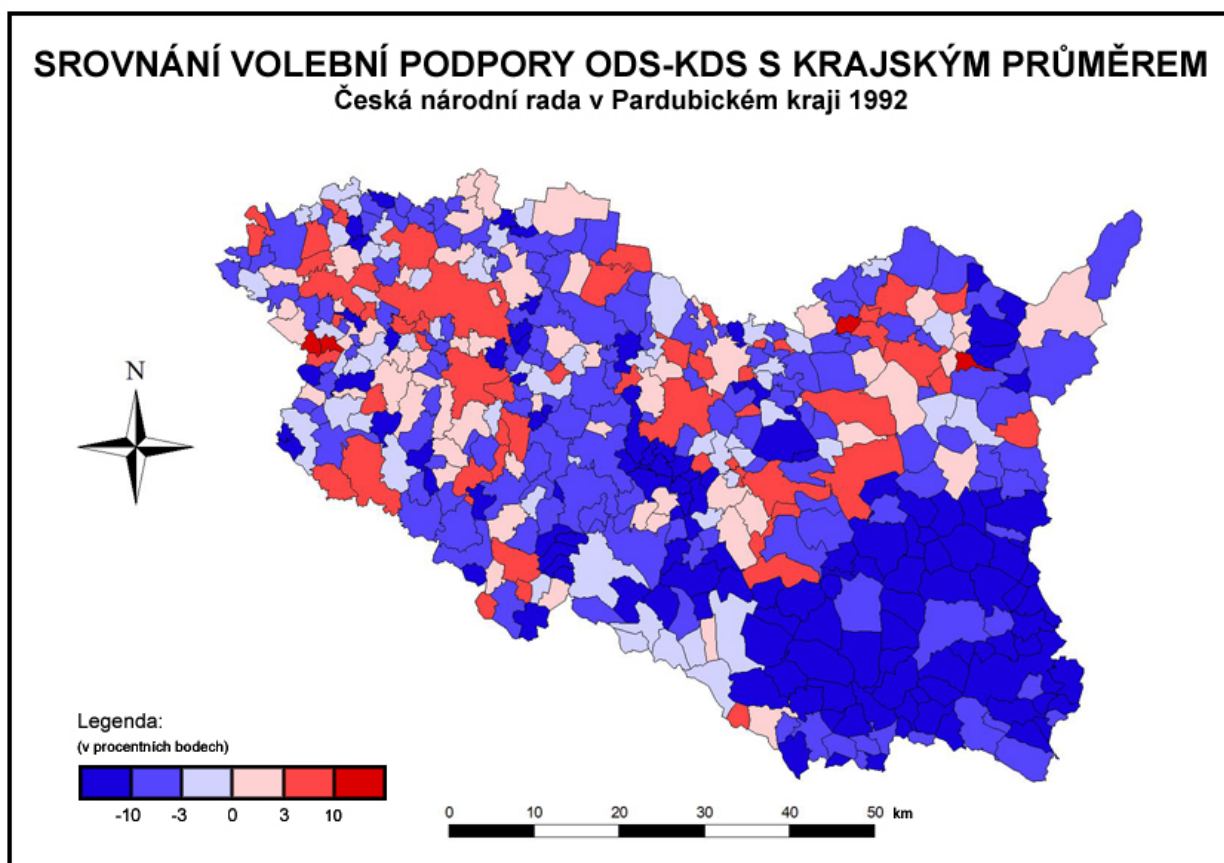 SROVNÁNÍ VOLEBNÍ PODPORY ODS-KDS S KRAJSKÝM PRŮMĚREM
Česká národní rada v Pardubickém kraji 1992
N
Legenda:
(v procentních bodech)
-10 -3 0 3 10
0 10 20 30 40 50 km